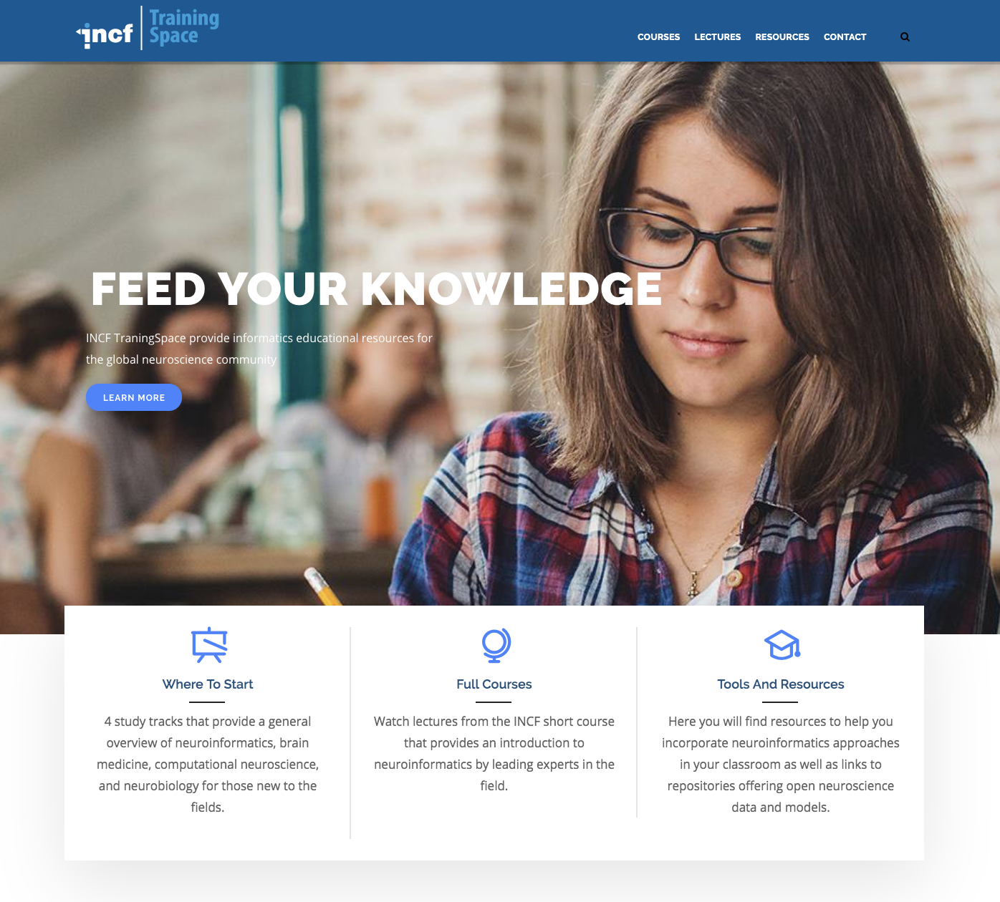 incf
Training
Space
COURSES LECTURES RESOURCES CONTACT
FEED YOUR KNOWLEDGE
INCF TraningSpace provide informatics educational resources for
the global neuroscience community
LEARN MORE
Where To Start
4 study tracks that provide a general
overview of neuroinformatics, brain
medicine, computational neuroscience,
and neurobiology for those new to the
fields.
Full Courses
Watch lectures from the INCF short course
that provides an introduction to
neuroinformatics by leading experts in the
field.
Tools And Resources
Here you will find resources to help you
incorporate neuroinformatics approaches
in your classroom as well as links to
repositories offering open neuroscience
data and models.